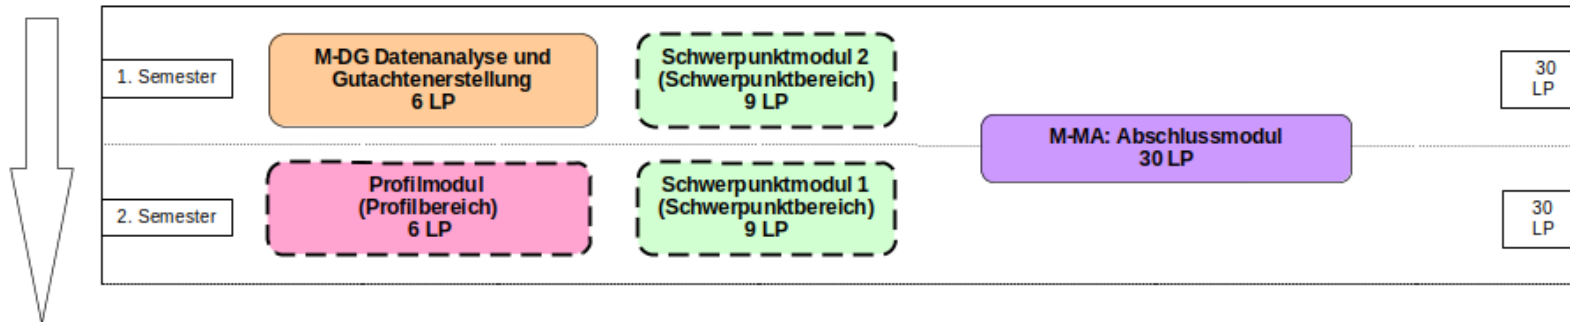 1. Semester
M-DG Datenanalyse und
Gutachtenerstellung
6 LP
Schwerpunktmodul 2
(Schwerpunktbereich)
9 LP
30
LP
M-MA: Abschlussmodul
30 LP
2. Semester
Profilmodul
(Profilbereich)
6 LP
Schwerpunktmodul 1
(Schwerpunktbereich)
9 LP
30
LP